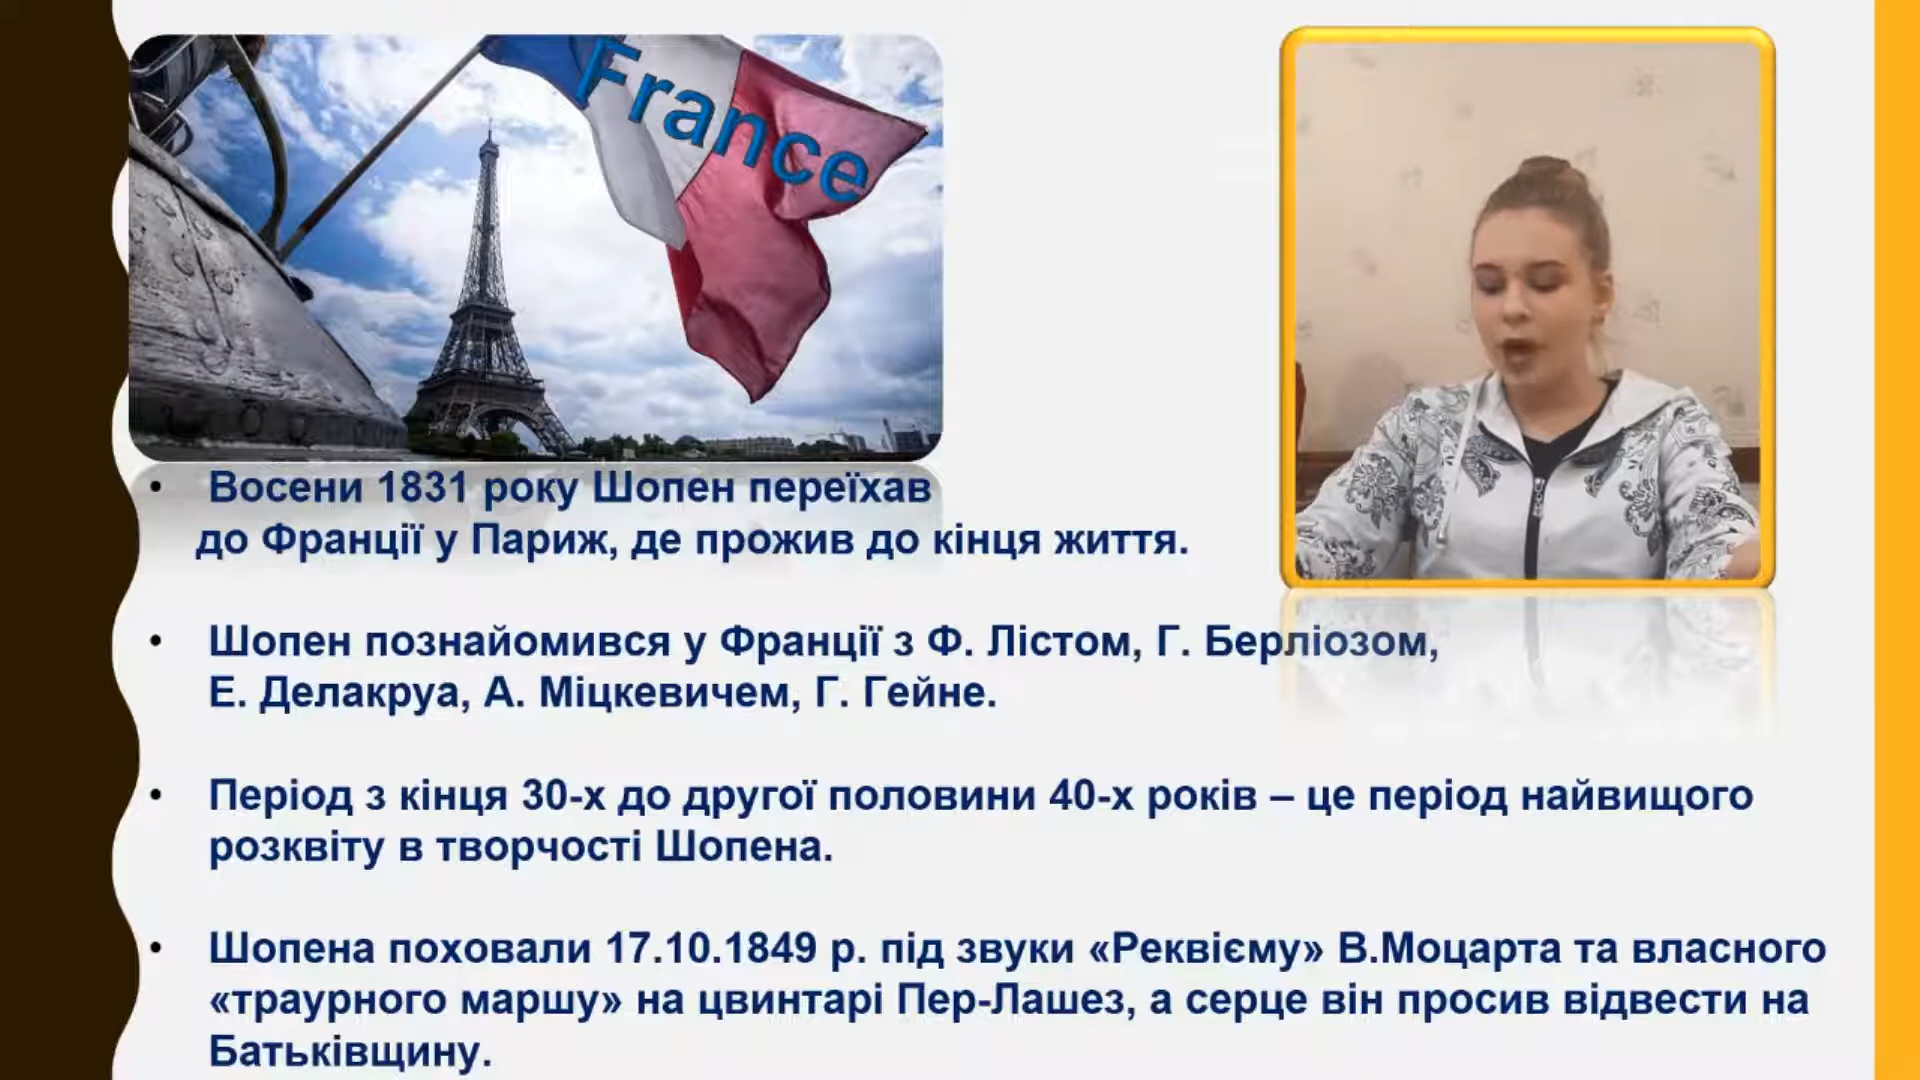 France
• Восени 1831 року Шопен переїхав
до Франції у Париж, де прожив до кінця життя.
• Шопен познайомився у Франції з Ф. Лістом, Г. Берліозом,
Е. Делакруа, А. Міцкевичем, Г. Гейне.
• Період з кінця 30-х до другої половини 40-х років – це період найвищого
розквіту в творчості Шопена.
• Шопена поховали 17.10.1849 р. під звуки «Реквієму» В.Моцарта та власного
«траурного маршу» на цвинтарі Пер-Лашез, а серце він просив відвести на
Батьківщину.